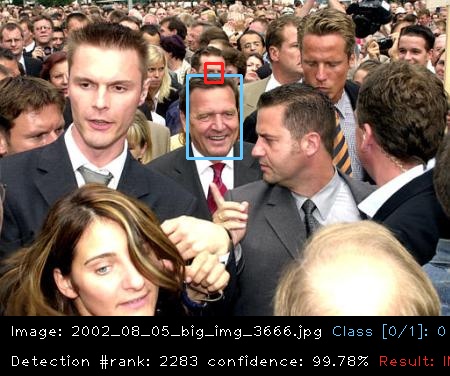 Image: 2002_08_05_big_img_3666.jpg Class [0/1]: 0
Detection #rank: 2283 confidence: 99.78% Result: